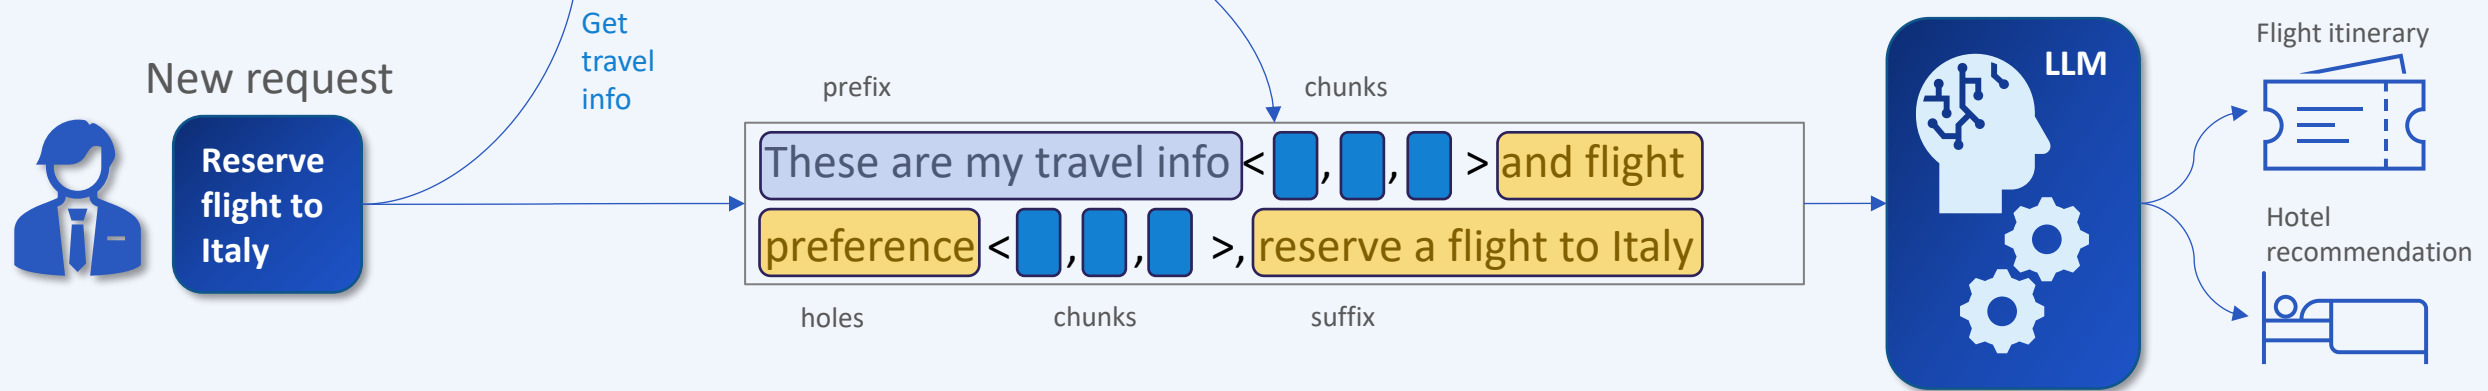 New request
Reserve
flight to
Italy
Get
travel
info
prefix
chunks
These are my travel info < , , > and flight
preference < , , >, reserve a flight to Italy
holes
chunks
suffix
LLM
Flight itinerary
Hotel
recommendation